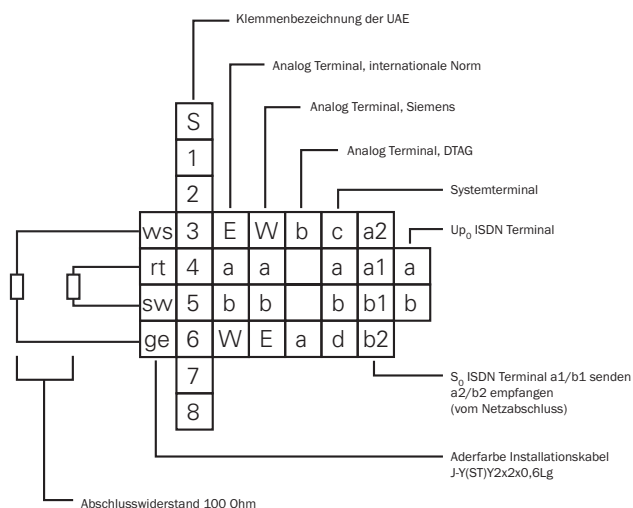 Klemmenbezeichnung der UAE
Analog Terminal, internationale Norm
Analog Terminal, Siemens
Analog Terminal, DTAG
Systemterminal
Up0 ISDN Terminal
S
1
2
ws 3 E W b c a2
rt 4 a a a a1 a
sw 5 b b b b1 b
ge 6 W E a d b2
7
8
S0 ISDN Terminal a1/b1 senden
a2/b2 empfangen
(vom Netzabschluss)
Aderfarbe Installationskabel
J-Y(ST)Y2x2x0,6Lg
Abschlusswiderstand 100 Ohm